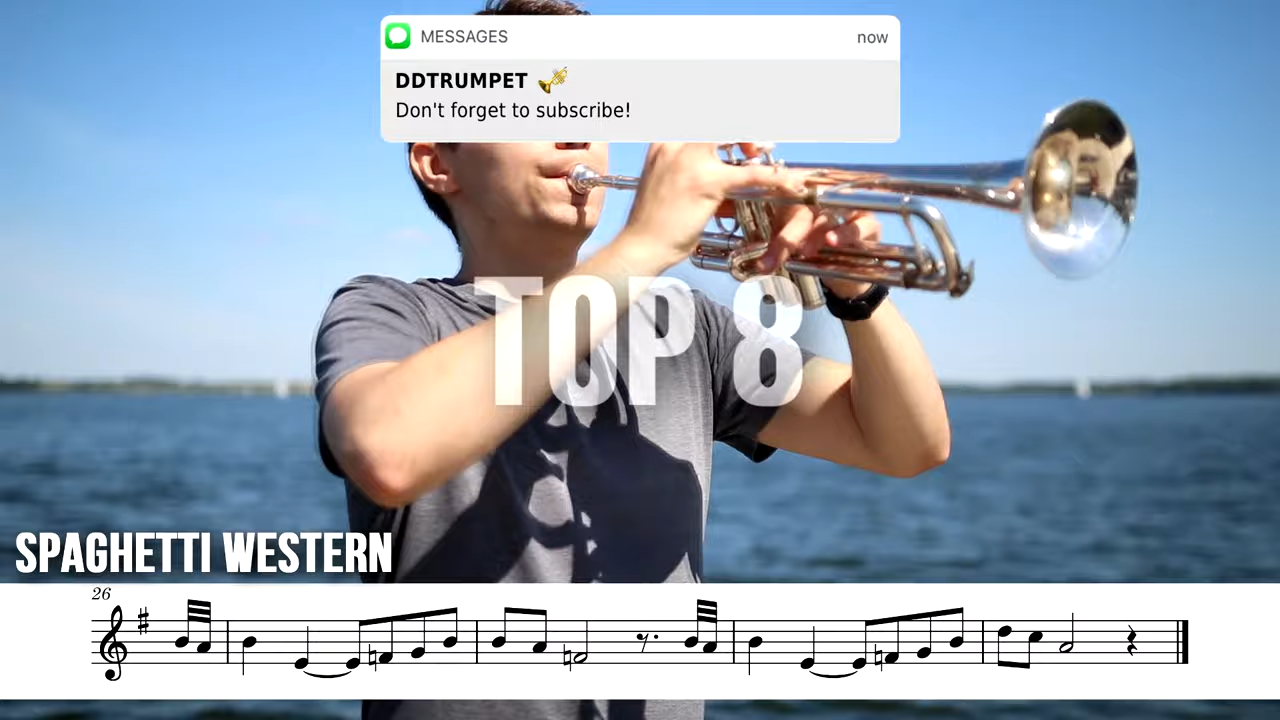 MESSAGES now
DDTRUMPET 🎺
Don't forget to subscribe!
TOP 8
SPAGHETTI WESTERN
26